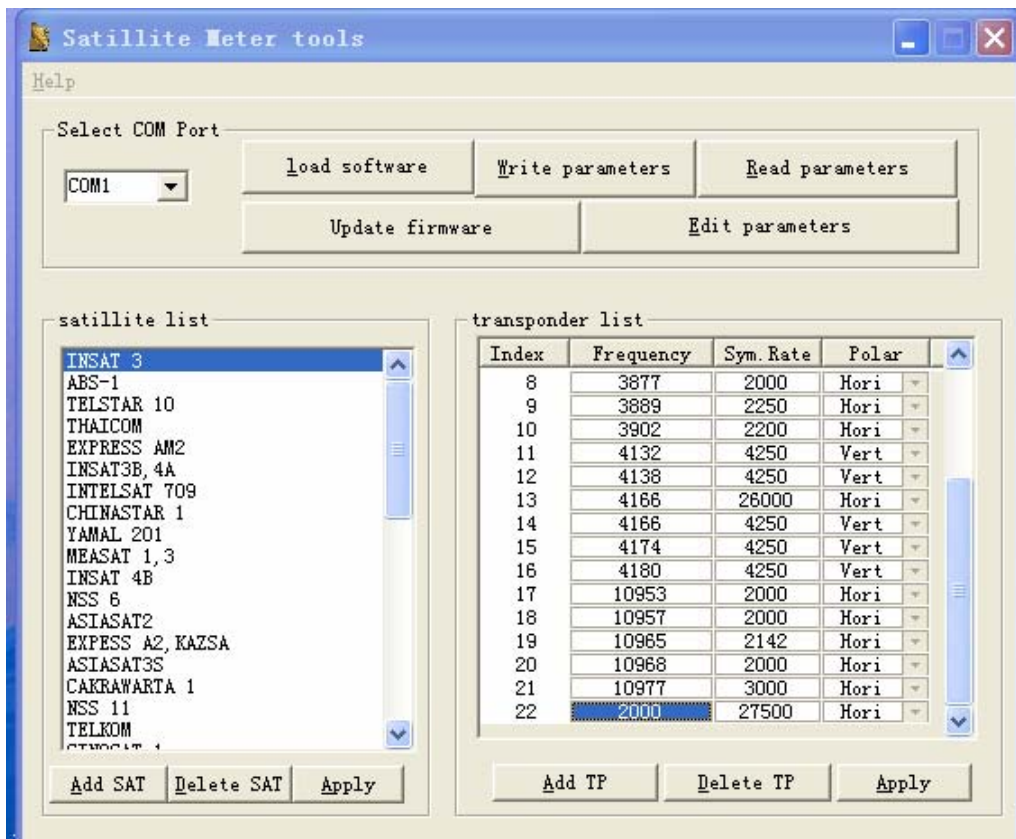 Satillite Meter tools
Help
Select COM Port
COM1
load software
Write parameters
Read parameters
Update firmware
Edit parameters
satillite list
INSAT 3
ABS-1
TELSTAR 10
THAICOM
EXPRESS AM2
INSAT3B, 4A
INTELSAT 709
CHINASTAR 1
YAMAL 201
MEASAT 1,3
INSAT 4B
NSS 6
ASIASAT2
EXPESS A2, KAZSA
ASIASAT3S
CAKRAWARTA 1
NSS 11
TELKOM
Add SAT Delete SAT Apply
transponder list
Index Frequency Sym. Rate Polar
8 3877 2000 Hori
9 3889 2250 Hori
10 3902 2200 Hori
11 4132 4250 Vert
12 4138 4250 Vert
13 4166 26000 Hori
14 4166 4250 Vert
15 4174 4250 Vert
16 4180 4250 Vert
17 10953 2000 Hori
18 10957 2000 Hori
19 10965 2142 Hori
20 10968 2000 Hori
21 10977 3000 Hori
22 2000 27500 Hori
Add TP Delete TP Apply